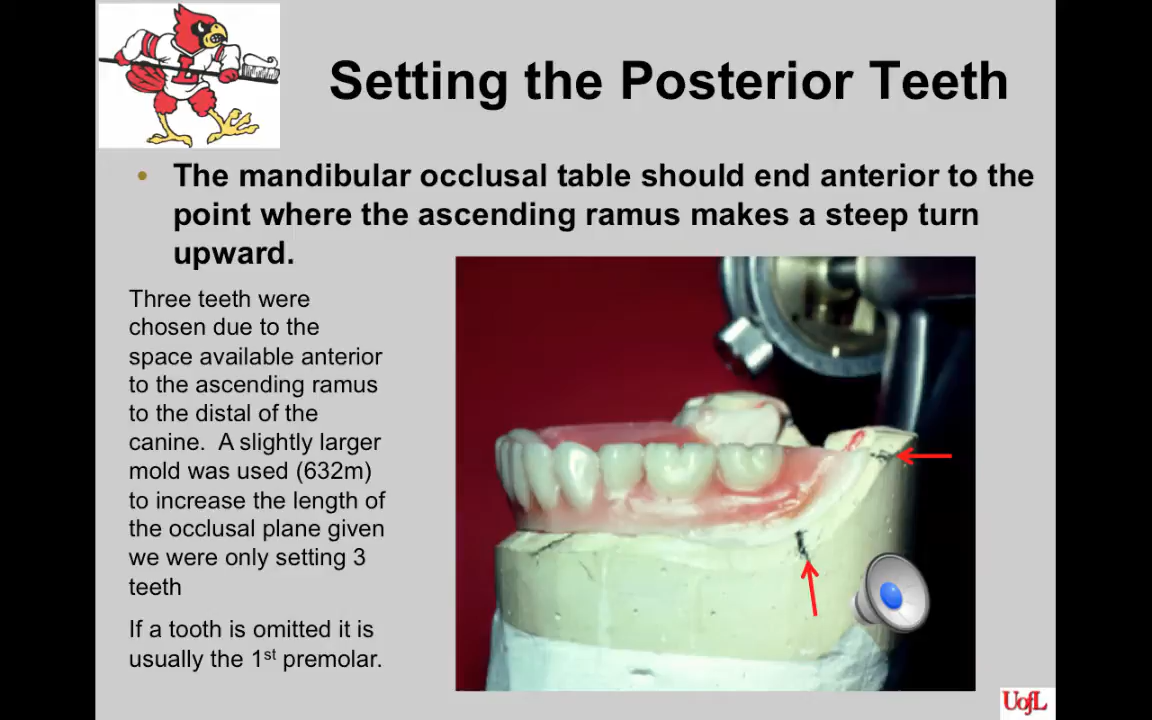 Setting the Posterior Teeth
• The mandibular occlusal table should end anterior to the
point where the ascending ramus makes a steep turn
upward.
Three teeth were
chosen due to the
space available anterior
to the ascending ramus
to the distal of the
canine. A slightly larger
mold was used (632m)
to increase the length of
the occlusal plane given
we were only setting 3
teeth
If a tooth is omitted it is
usually the 1st premolar.
UofL